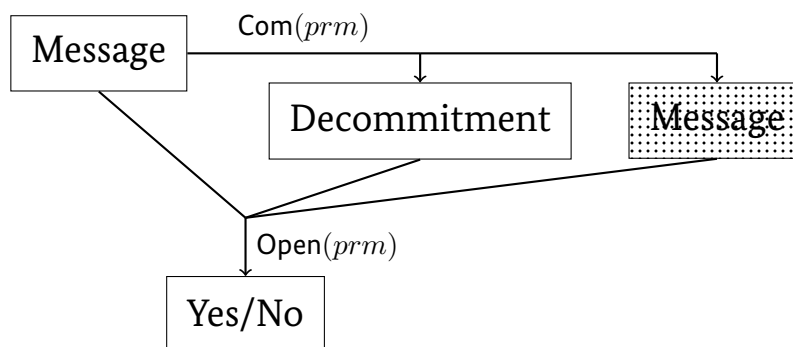 Com(prm)
Message
Decommitment
Message
Open(prm)
Yes/No